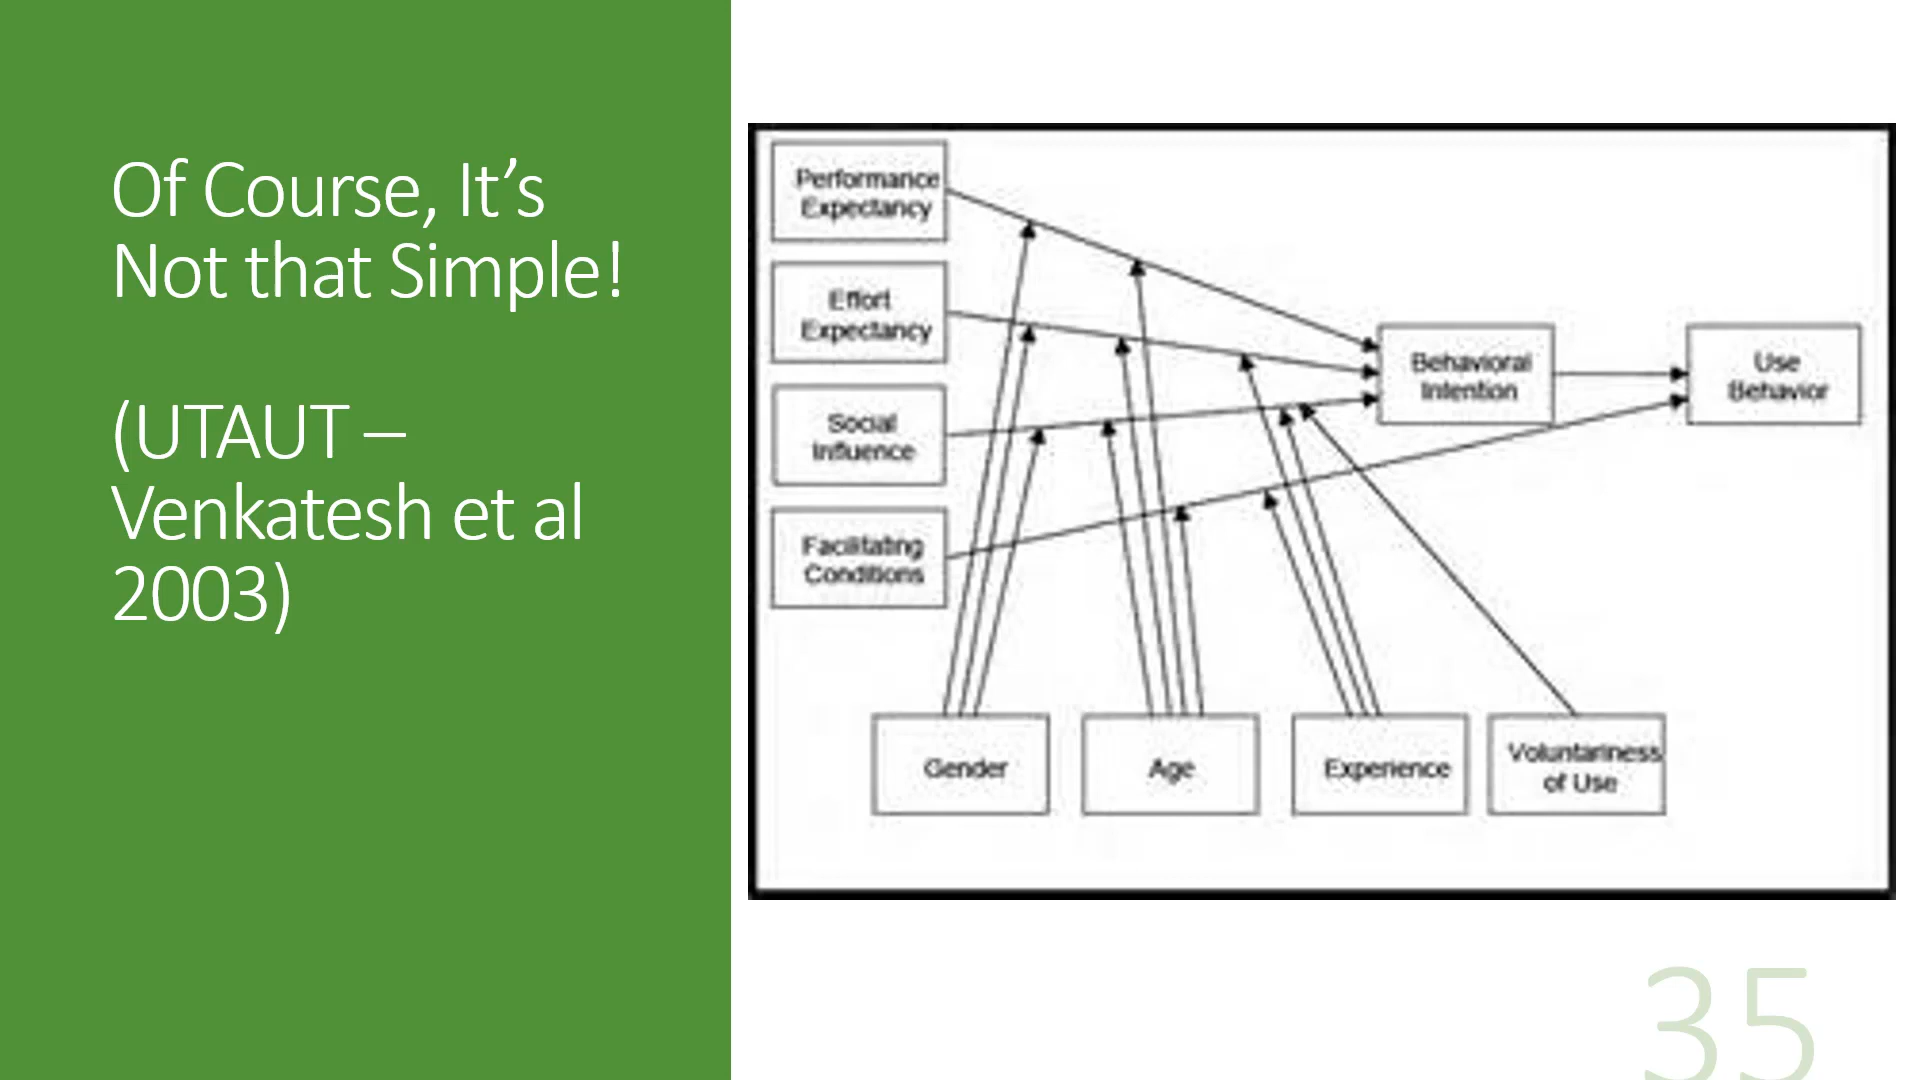 Of Course, It’s
Not that Simple!
(UTAUT –
Venkatesh et al
2003)
Performance
Expectancy
Effort
Expectancy
Social
Influence
Facilitating
Conditions
Behavioral
Intention
Use
Behavior
Gender
Age
Experience
Voluntariness
of Use
35